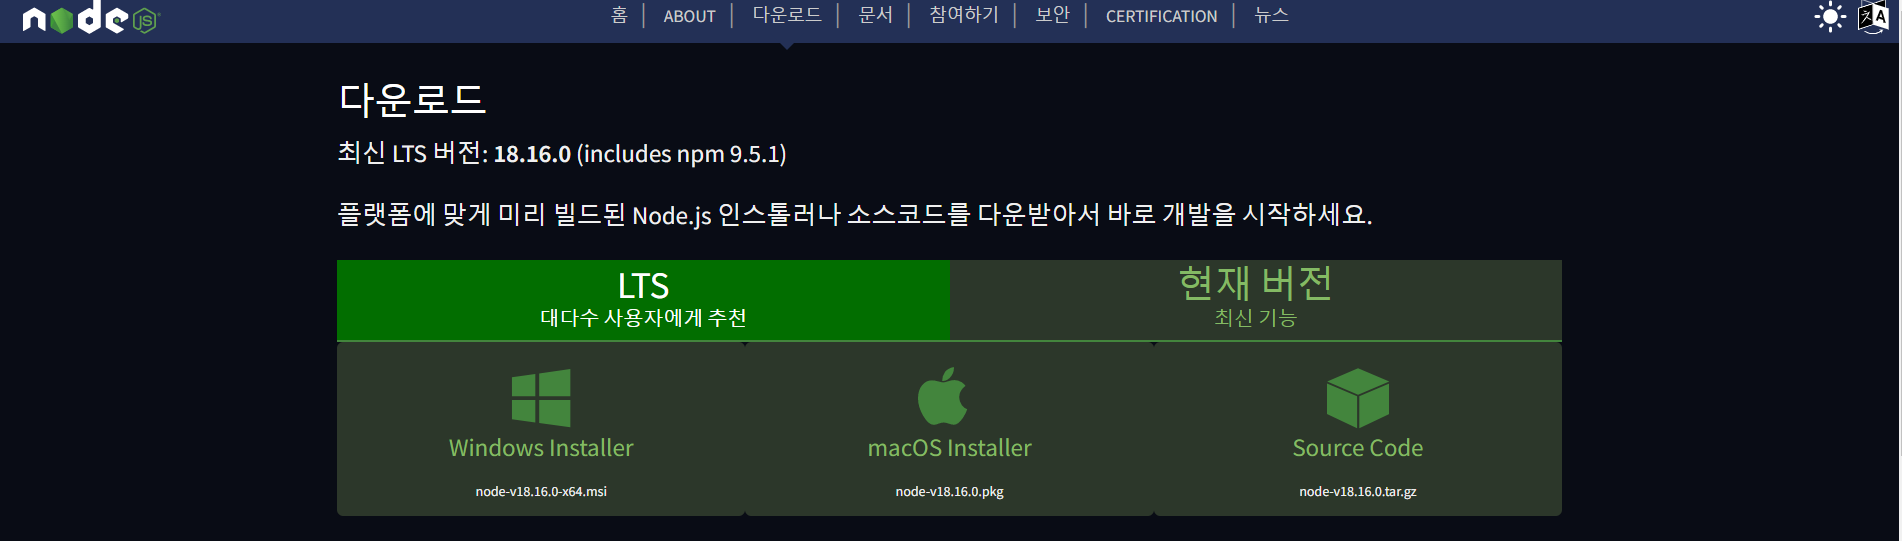 node JS
홈 | ABOUT | 다운로드 | 문서 | 참여하기 | 보안 | CERTIFICATION | 뉴스
A
다운로드
최신 LTS 버전: 18.16.0 (includes npm 9.5.1)
플랫폼에 맞게 미리 빌드된 Node.js 인스톨러나 소스코드를 다운받아서 바로 개발을 시작하세요.
LTS
대다수 사용자에게 추천
현재 버전
최신 기능
Windows Installer
node-v18.16.0-x64.msi
macOS Installer
node-v18.16.0.pkg
Source Code
node-v18.16.0.tar.gz